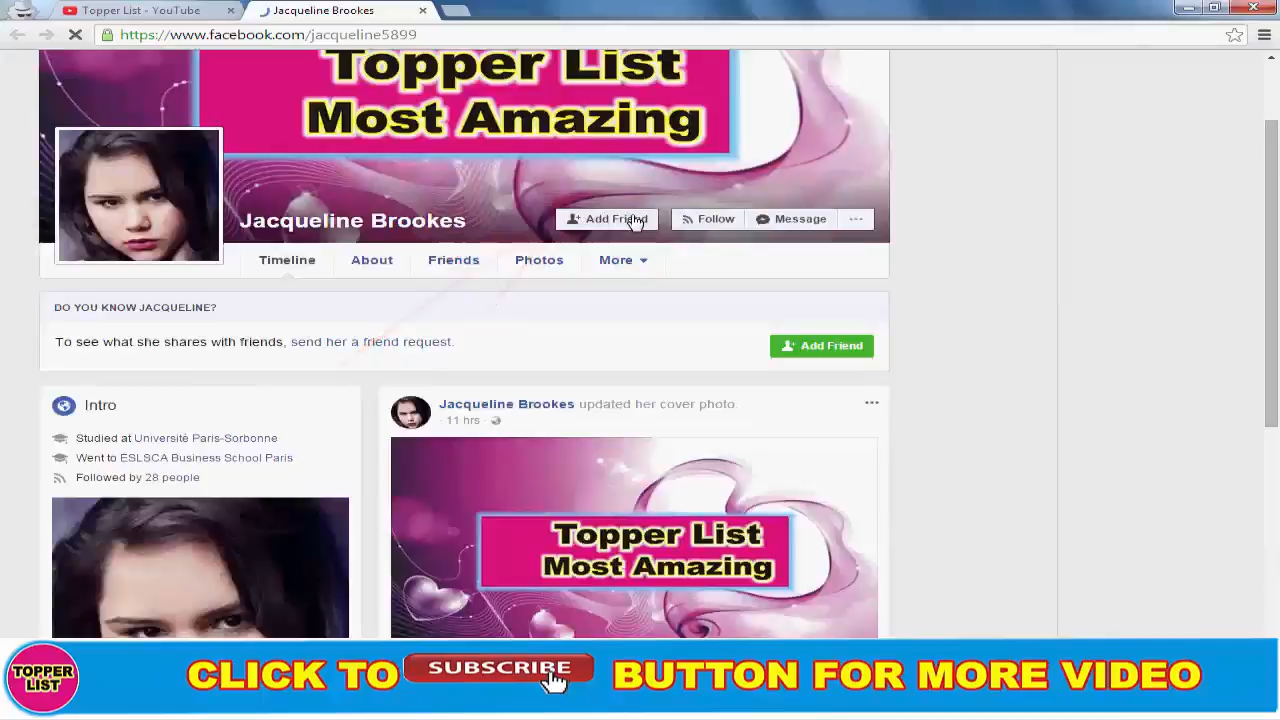 Topper List - YouTube
Jacqueline Brookes
https://www.facebook.com/jacqueline5899
Topper List
Most Amazing
Jacqueline Brookes
Add Friend
Follow
Message
Timeline
About
Friends
Photos
More
DO YOU KNOW JACQUELINE?
To see what she shares with friends, send her a friend request.
Add Friend
Intro
Studied at Université Paris-Sorbonne
Went to ESLSCA Business School Paris
Followed by 28 people
Jacqueline Brookes updated her cover photo.
11 hrs
Topper List
Most Amazing
TOPPER
LIST
CLICK TO SUBSCRIBE BUTTON FOR MORE VIDEO